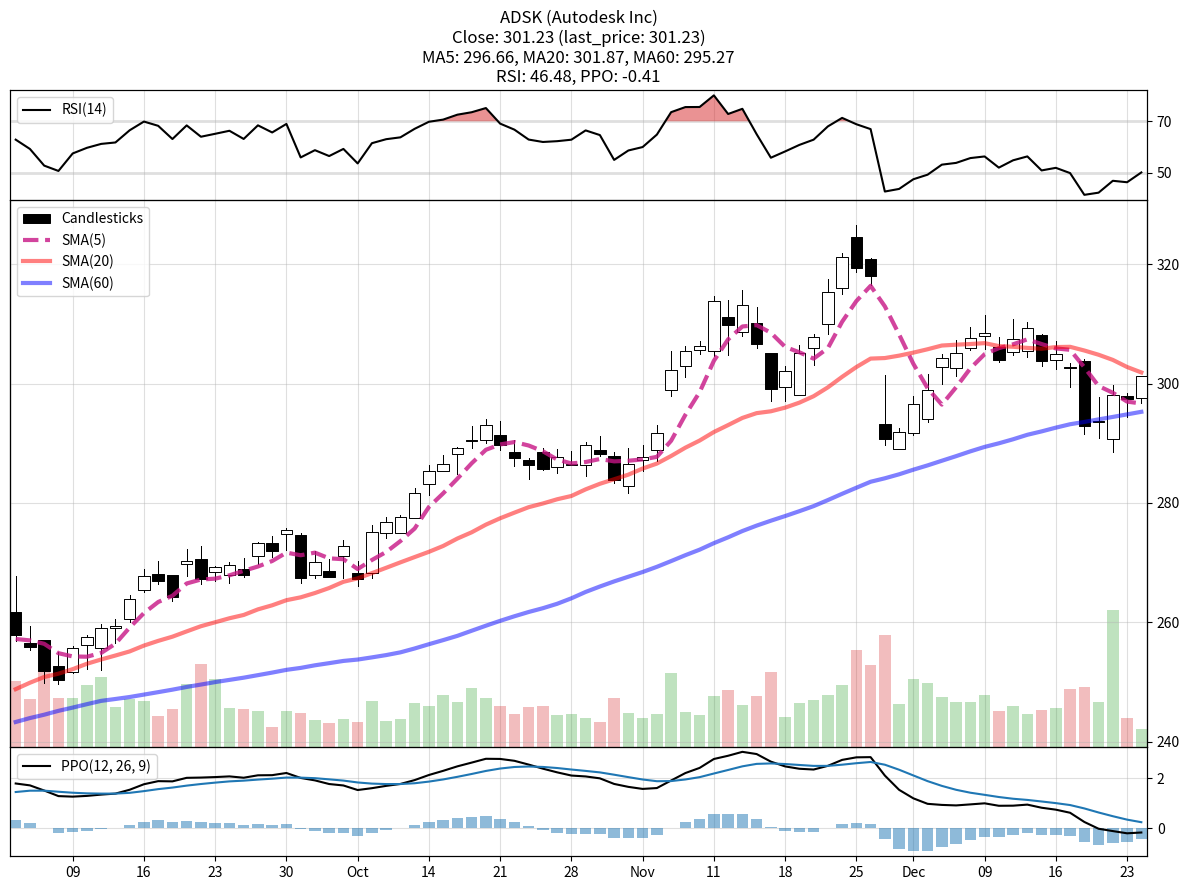 ADSK (Autodesk Inc)
Close: 301.23 (last_price: 301.23)
MA5: 296.66, MA20: 301.87, MA60: 295.27
RSI: 46.48, PPO: -0.41
RSI(14)
70
50
Candlesticks
SMA(5)
SMA(20)
SMA(60)
320
300
280
260
240
PPO(12, 26, 9)
2
0
09 16 23 30 Oct 14 21 28 Nov 11 18 25 Dec 09 16 23